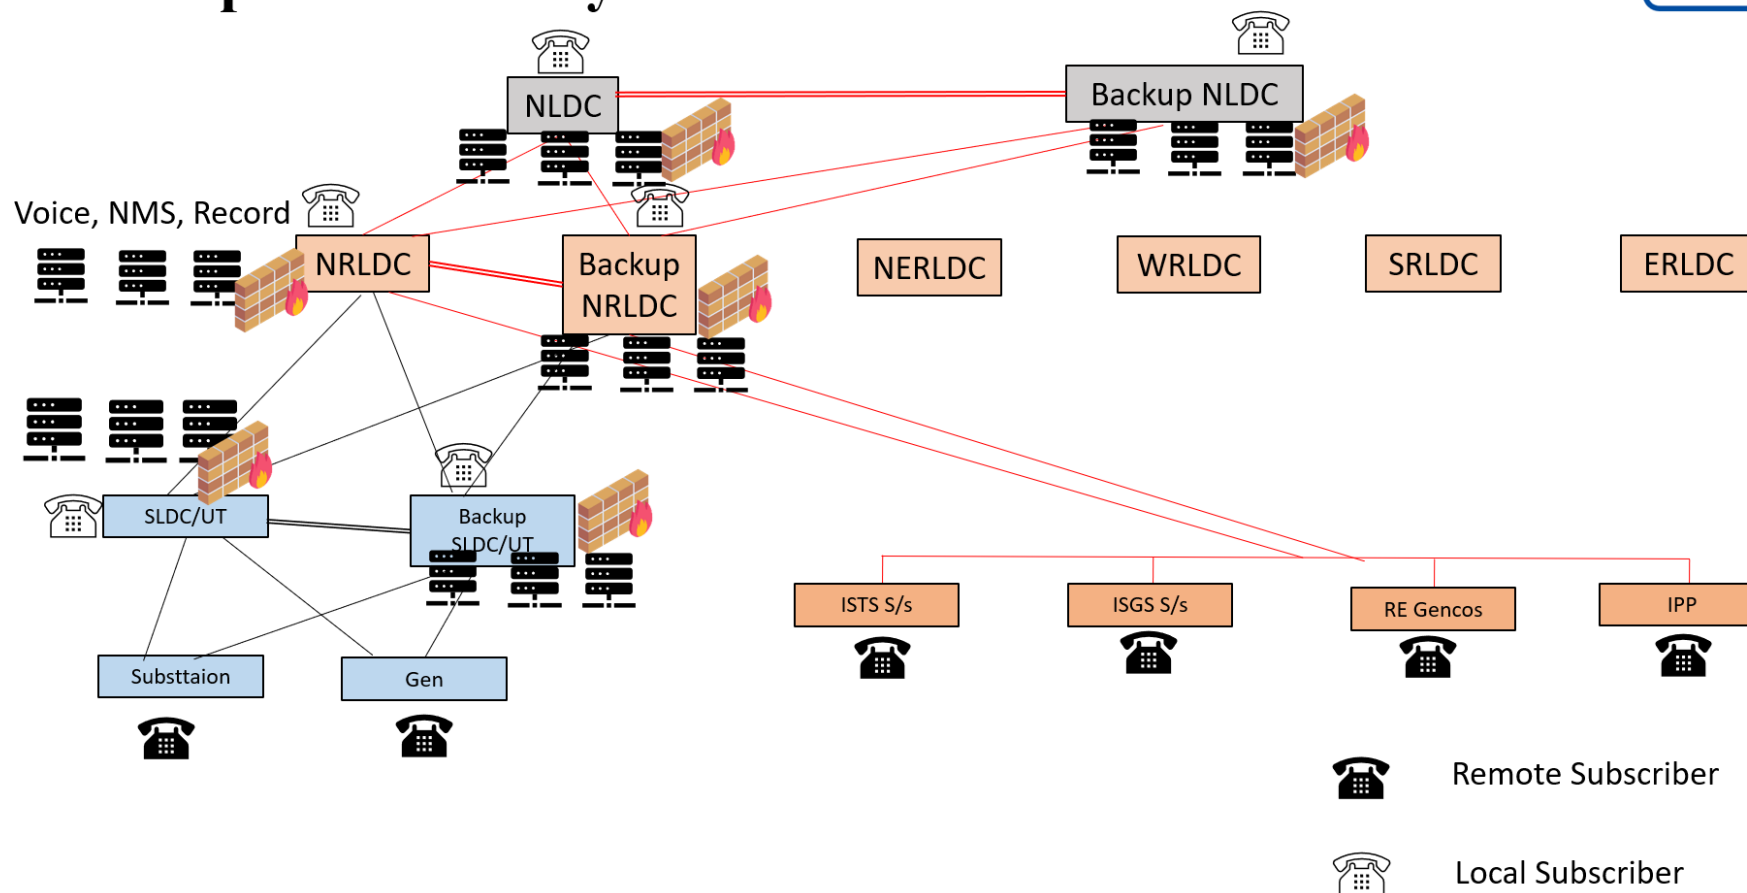 NLDC
Backup NLDC
Voice, NMS, Record
NRLDC
Backup
NRLDC
NERLDC
WRLDC
SRLDC
ERLDC
SLDC/UT
Backup
SLDC/UT
ISTS S/s
ISGS S/s
RE Gencos
IPP
Substtaion
Gen
Remote Subscriber
Local Subscriber